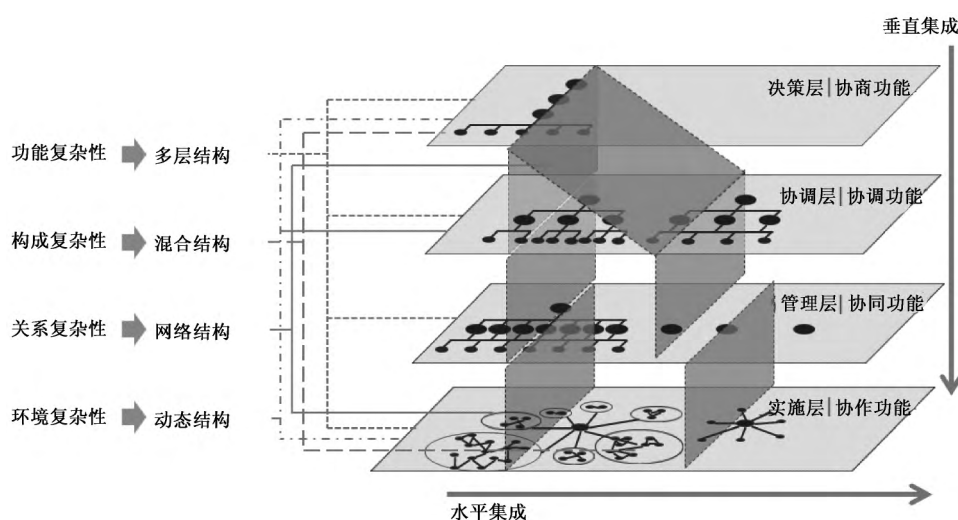 垂直集成
决策层|协商功能
功能复杂性 多层结构
协调层|协调功能
构成复杂性 混合结构
管理层|协同功能
关系复杂性 网络结构
环境复杂性 动态结构
实施层|协作功能
水平集成